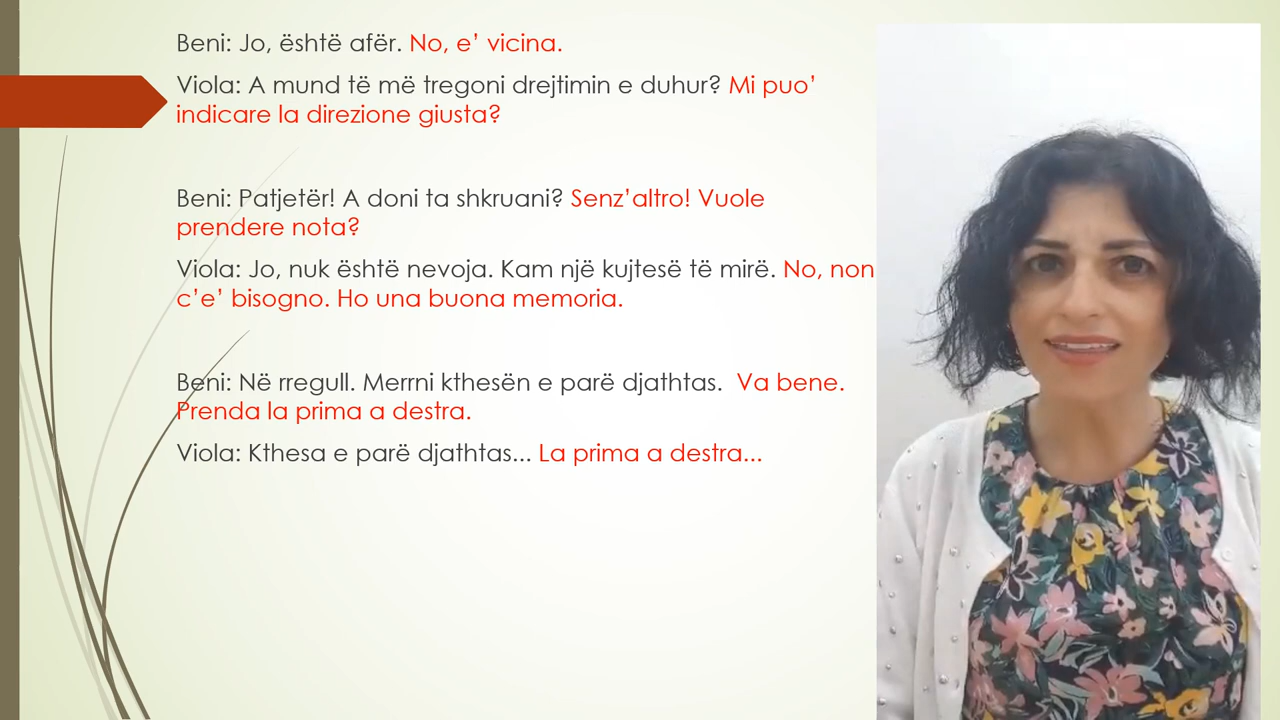 Beni: Jo, është afër. No, e’ vicina.
Viola: A mund të më tregoni drejtimin e duhur? Mi puo’
indicare la direzione giusta?
Beni: Patjetër! A doni ta shkruani? Senz’altro! Vuole
prendere nota?
Viola: Jo, nuk është nevoja. Kam një kujtesë të mirë. No, non
c’e’ bisogno. Ho una buona memoria.
Beni: Në rregull. Merrni kthesën e parë djathtas.  Va bene.
Prenda la prima a destra.
Viola: Kthesa e parë djathtas... La prima a destra...